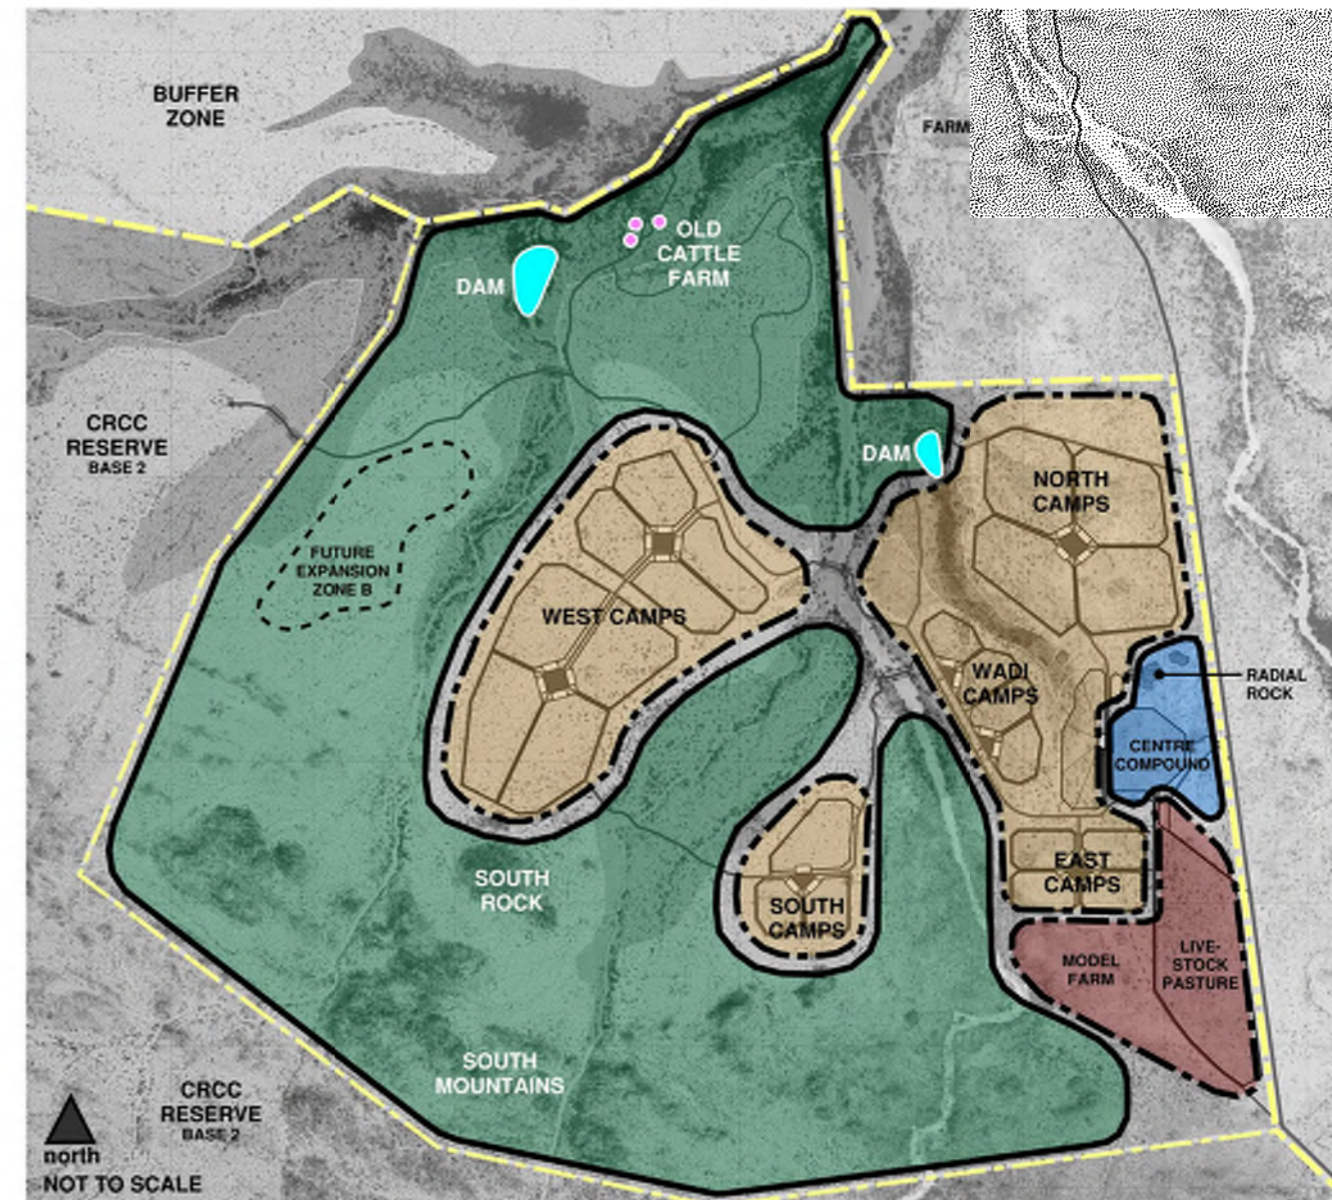 BUFFER
ZONE
FARM
OLD
CATTLE
FARM
DAM
CRCC
RESERVE
BASE 2
DAM
NORTH
CAMPS
FUTURE
EXPANSION
ZONE B
WEST CAMPS
WADI
CAMPS
RADIAL
ROCK
CENTRE
COMPOUND
EAST
CAMPS
SOUTH
ROCK
SOUTH
CAMPS
MODEL
FARM
LIVE-
STOCK
PASTURE
SOUTH
MOUNTAINS
CRCC
RESERVE
BASE 2
north
NOT TO SCALE